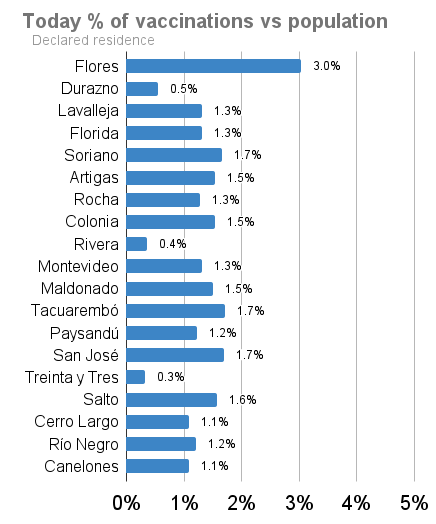 Today % of vaccinations vs population
Declared residence
Flores 3.0%
Durazno 0.5%
Lavalleja 1.3%
Florida 1.3%
Soriano 1.7%
Artigas 1.5%
Rocha 1.3%
Colonia 1.5%
Rivera 0.4%
Montevideo 1.3%
Maldonado 1.5%
Tacuarembó 1.7%
Paysandú 1.2%
San José 1.7%
Treinta y Tres 0.3%
Salto 1.6%
Cerro Largo 1.1%
Río Negro 1.2%
Canelones 1.1%
0% 1% 2% 3% 4% 5%